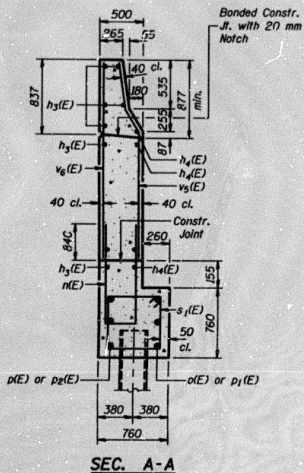 500
265
55
Bonded Constr.
Jt. with 20 mm
Notch
40 cl.
180
837
535
255
877
min.
h3(E)
h3(E)
87
h4(E)
h4(E)
v6(E)
v5(E)
40 cl.
40 cl.
Constr.
Joint
260
840
h3(E)
h4(E)
n(E)
155
s1(E)
760
50
cl.
p(E) or p2(E)
p(E) or p1(E)
380
380
760
SEC. A-A